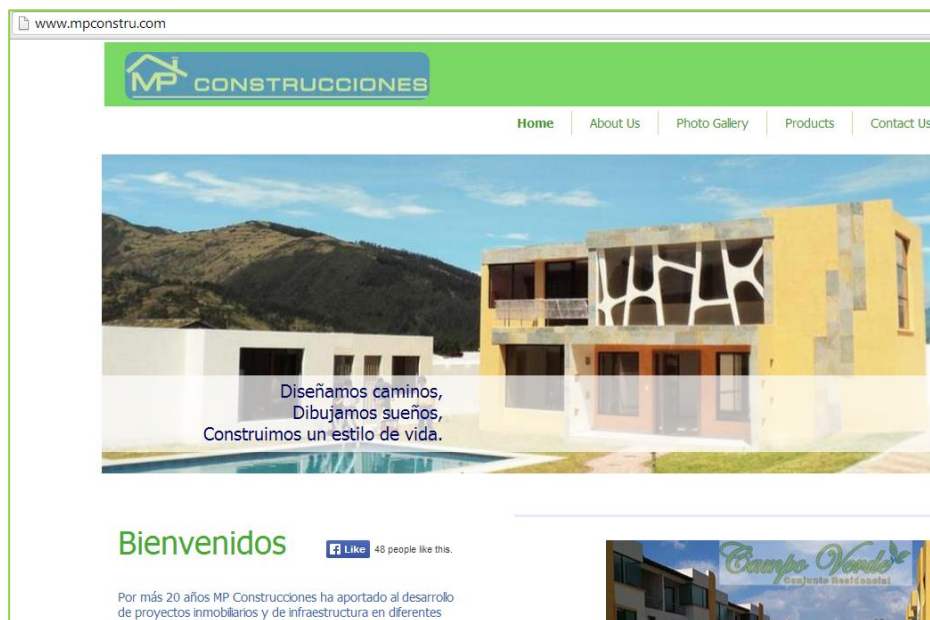 www.mpconstru.com
MP CONSTRUCCIONES
Home About Us Photo Gallery Products Contact Us
Diseñamos caminos,
Dibujamos sueños,
Construimos un estilo de vida.
Bienvenidos
Like 48 people like this.
Campo Verde
Conjunto Residencial
Por más 20 años MP Construcciones ha aportado al desarrollo
de proyectos inmobiliarios y de infraestructura en diferentes